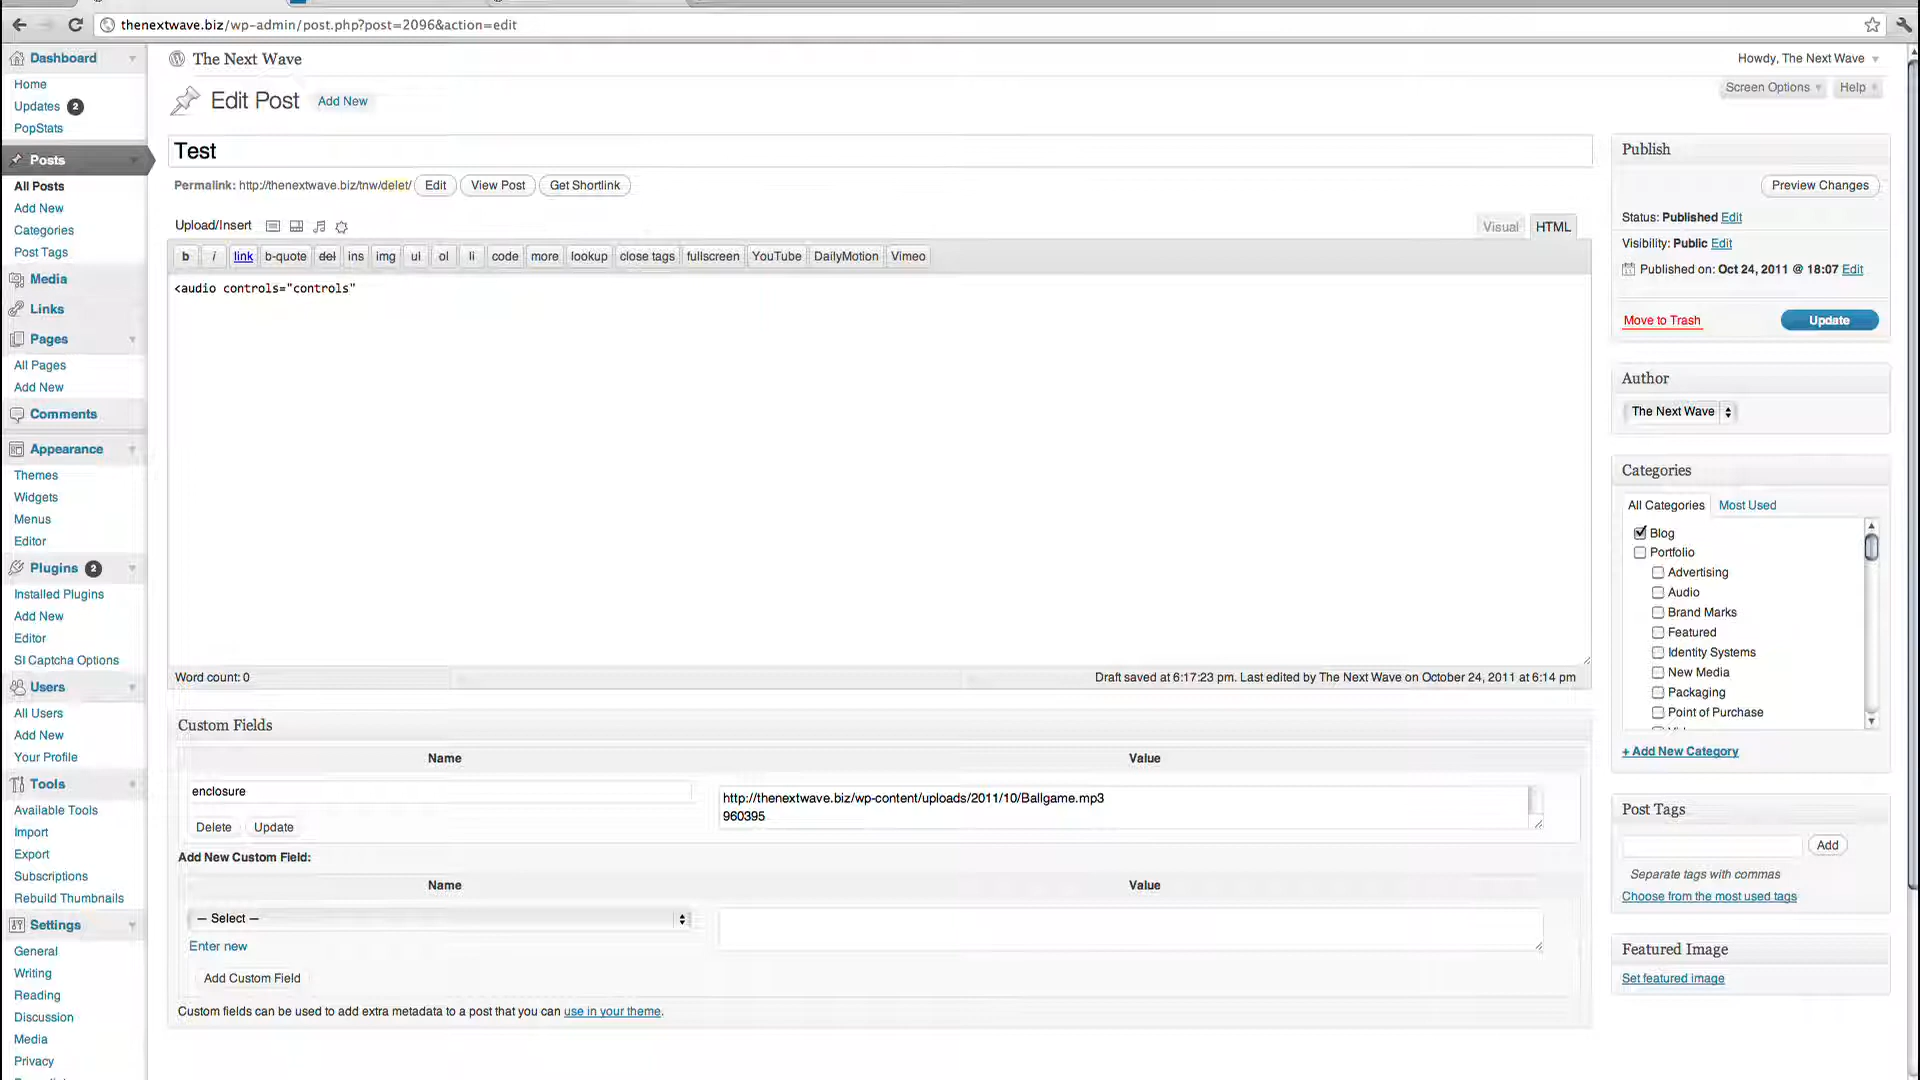 thenextwave.biz/wp-admin/post.php?post=2096&action=edit
Dashboard
Home
Updates 2
PopStats
Posts
All Posts
Add New
Categories
Post Tags
Media
Links
Pages
All Pages
Add New
Comments
Appearance
Themes
Widgets
Menus
Editor
Plugins 2
Installed Plugins
Add New
Editor
SI Captcha Options
Users
All Users
Add New
Your Profile
Tools
Available Tools
Import
Export
Subscriptions
Rebuild Thumbnails
Settings
General
Writing
Reading
Discussion
Media
Privacy
The Next Wave
Howdy, The Next Wave
Screen Options Help
Edit Post Add New
Test
Permalink: http://thenextwave.biz/tnw/delet/ Edit View Post Get Shortlink
Upload/Insert
Visual HTML
b i link b-quote del ins img ul ol li code more lookup close tags fullscreen YouTube DailyMotion Vimeo
<audio controls="controls"
Word count: 0
Draft saved at 6:17:23 pm. Last edited by The Next Wave on October 24, 2011 at 6:14 pm
Custom Fields
Name Value
enclosure
http://thenextwave.biz/wp-content/uploads/2011/10/Ballgame.mp3
960395
Delete Update
Add New Custom Field:
Name Value
— Select —
Enter new
Add Custom Field
Custom fields can be used to add extra metadata to a post that you can use in your theme.
Publish
Preview Changes
Status: Published Edit
Visibility: Public Edit
Published on: Oct 24, 2011 @ 18:07 Edit
Move to Trash Update
Author
The Next Wave
Categories
All Categories Most Used
Blog
Portfolio
Advertising
Audio
Brand Marks
Featured
Identity Systems
New Media
Packaging
Point of Purchase
+ Add New Category
Post Tags
Add
Separate tags with commas
Choose from the most used tags
Featured Image
Set featured image